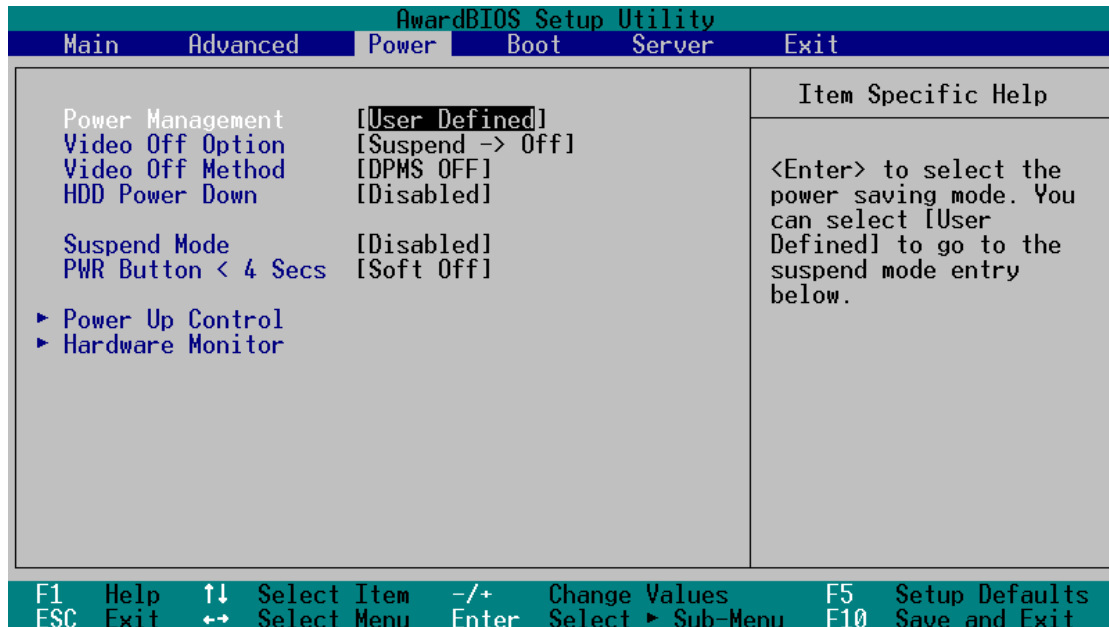 AwardBIOS Setup Utility
Main Advanced Power Boot Server Exit
Power Management [User Defined]
Video Off Option [Suspend -> Off]
Video Off Method [DPMS OFF]
HDD Power Down [Disabled]
Suspend Mode [Disabled]
PWR Button < 4 Secs [Soft Off]
► Power Up Control
► Hardware Monitor
Item Specific Help
<Enter> to select the
power saving mode. You
can select [User
Defined] to go to the
suspend mode entry
below.
F1 Help ↑↓ Select Item -/+ Change Values F5 Setup Defaults
ESC Exit ←→ Select Menu Enter Select ► Sub-Menu F10 Save and Exit